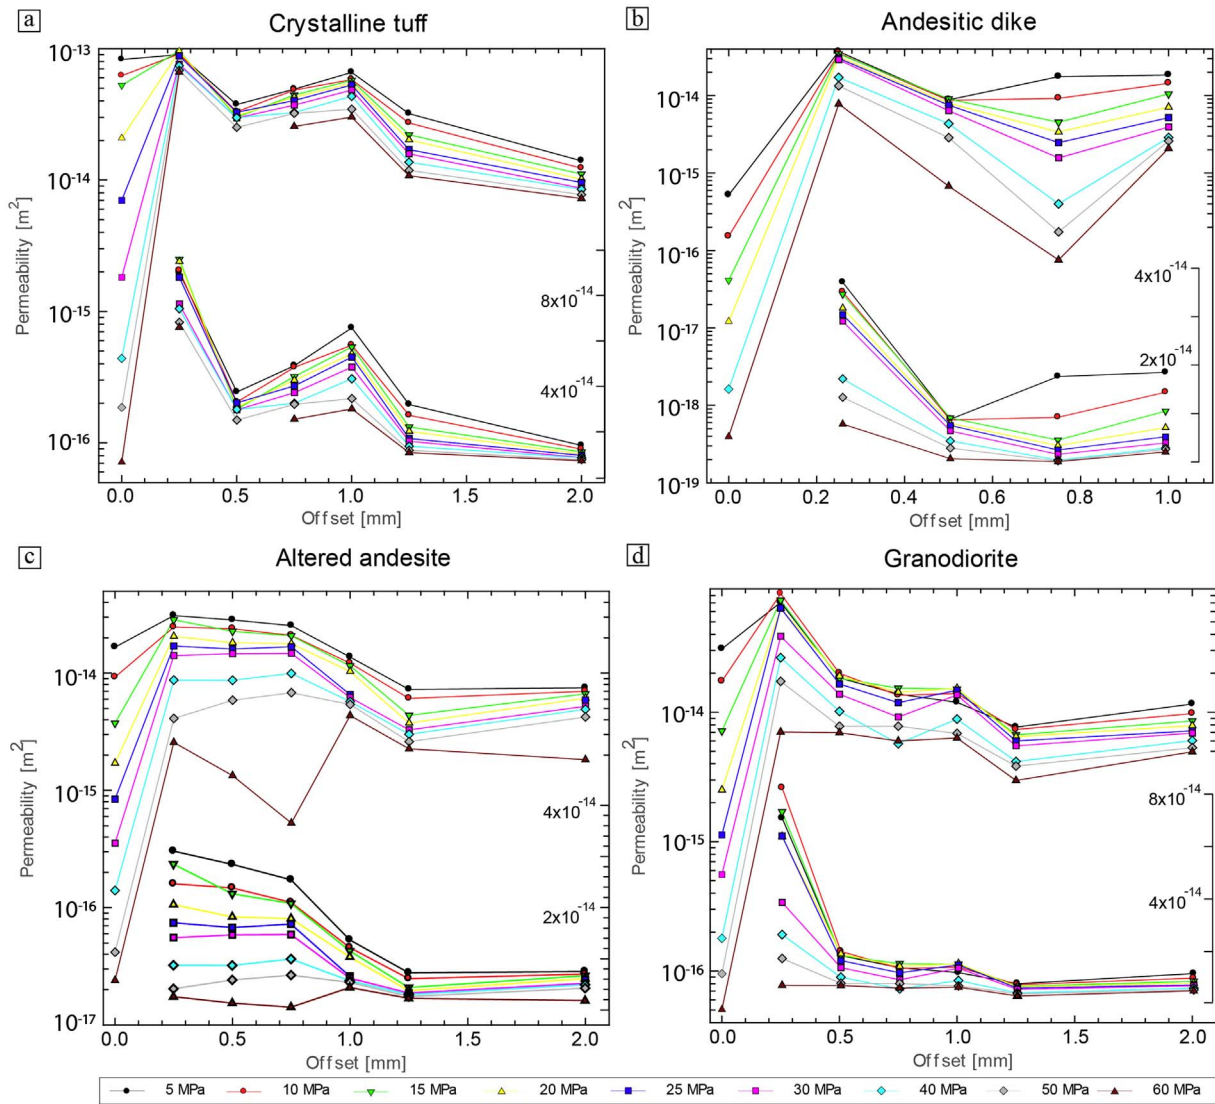 a Crystalline tuff
10-13
10-14
10-15
10-16
Permeability [m2]
8x10-14
4x10-14
0.0 0.5 1.0 1.5 2.0
Offset [mm]
b Andesitic dike
10-14
10-15
10-16
10-17
10-18
10-19
Permeability [m2]
4x10-14
2x10-14
0.0 0.2 0.4 0.6 0.8 1.0
Offset [mm]
c Altered andesite
10-14
10-15
10-16
10-17
Permeability [m2]
4x10-14
2x10-14
0.0 0.5 1.0 1.5 2.0
Offset [mm]
d Granodiorite
10-14
10-15
10-16
Permeability [m2]
8x10-14
4x10-14
0.0 0.5 1.0 1.5 2.0
Offset [mm]
5 MPa 10 MPa 15 MPa 20 MPa 25 MPa 30 MPa 40 MPa 50 MPa 60 MPa